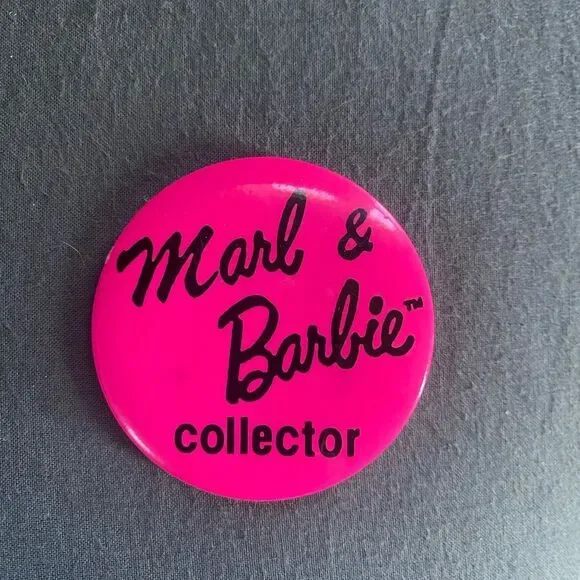 Marl &
Barbie™
collector